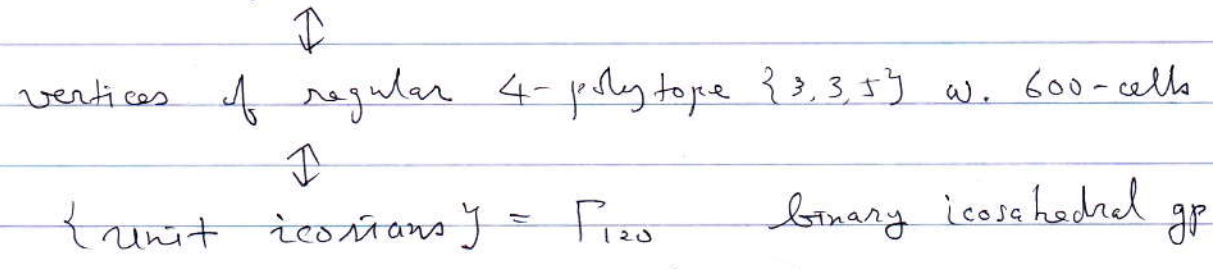 ↕
vertices of regular 4-polytope {3,3,5} w. 600-cells
↕
{unit icosians} = Γ₁₂₀ binary icosahedral gp